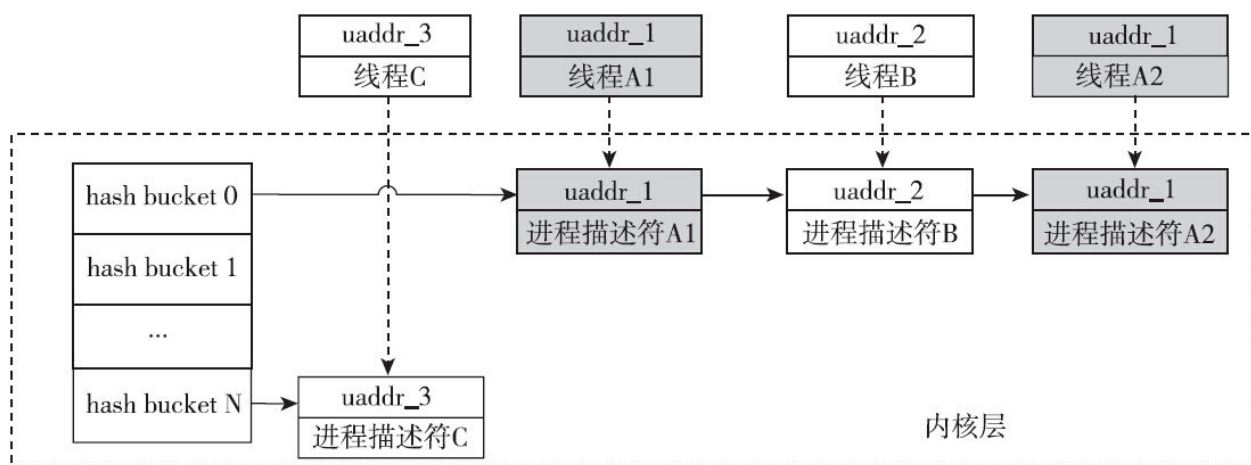 uaddr_3
线程C
uaddr_1
线程A1
uaddr_2
线程B
uaddr_1
线程A2
hash bucket 0
uaddr_1
进程描述符A1
uaddr_2
进程描述符B
uaddr_1
进程描述符A2
hash bucket 1
...
hash bucket N
uaddr_3
进程描述符C
内核层